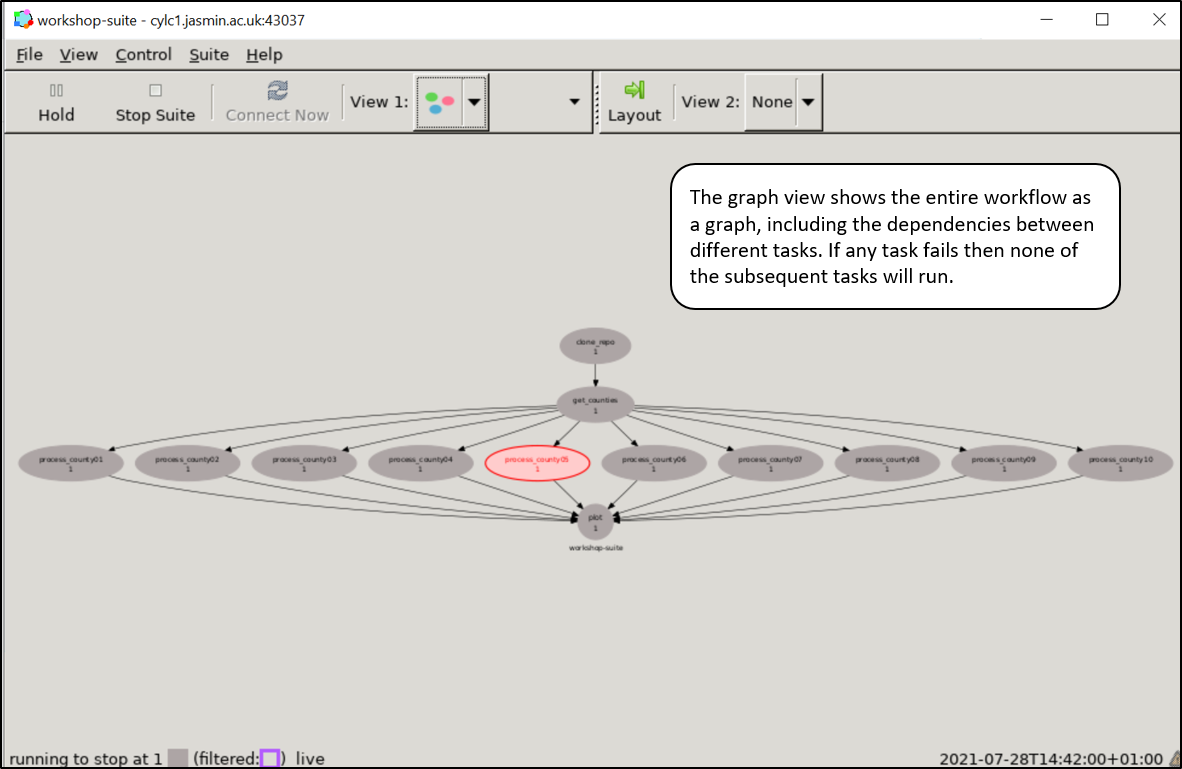 workshop-suite - cylc1.jasmin.ac.uk:43037
File View Control Suite Help
Hold Stop Suite Connect Now View 1: Layout View 2: None
The graph view shows the entire workflow as
a graph, including the dependencies between
different tasks. If any task fails then none of
the subsequent tasks will run.
clone_repo
1
get_counties
1
process_county01 process_county02 process_county03 process_county04 process_county05 process_county06 process_county07 process_county08 process_county09 process_county10
1 1 1 1 1 1 1 1 1 1
plot
1
workshop-suite
running to stop at 1 (filtered: ) live 2021-07-28T14:42:00+01:00